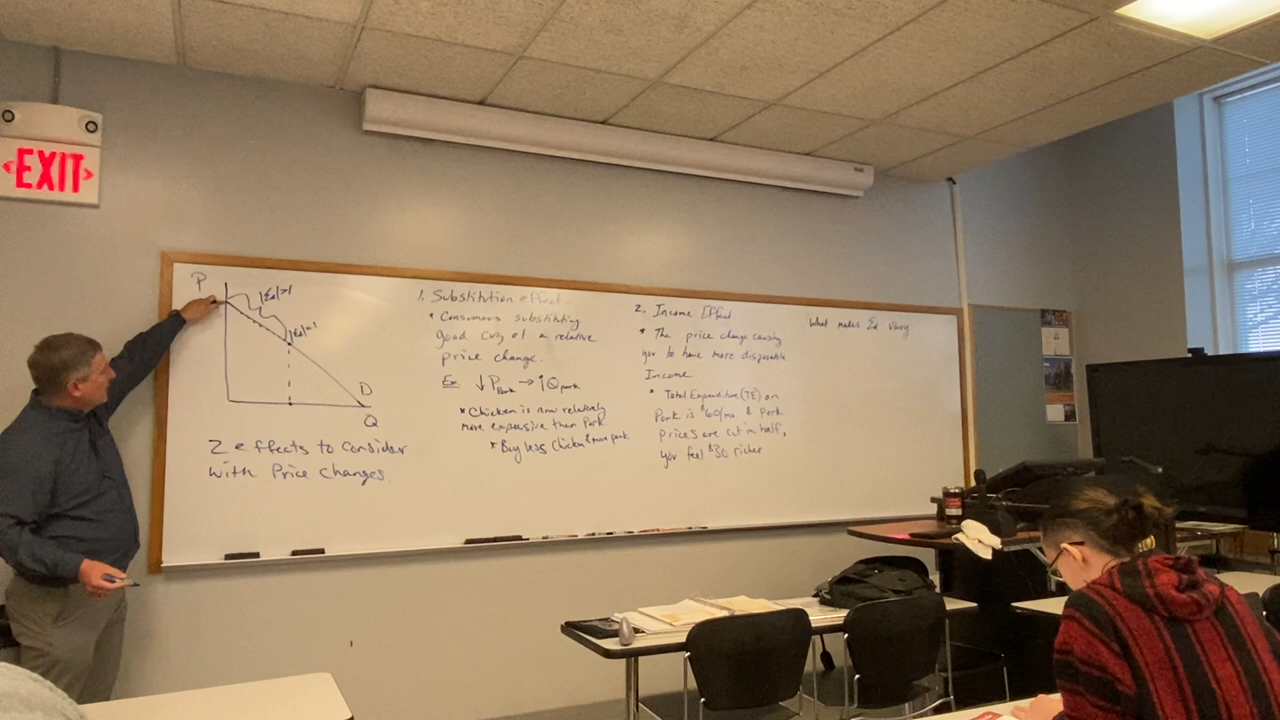 EXIT
P
|Ed|>1
|Ed|=1
D
Q
2 effects to consider
with Price Changes.
1. Substitution effect.
* Consumers substituting
good cuz of a relative
price change.
Ex ↓ P Pork → ↑ Q pork
* Chicken is now relatively
more expensive than Pork.
* Buy less Chicken & more pork
2. Income Effect
* The price change causing
you to have more disposable
Income
* Total Expenditure (TE) on
Pork is $60/mo. & pork
prices are cut in half,
you feel $30 richer
What makes Ed Vary